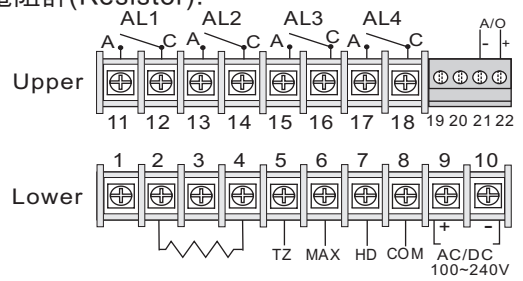 阻計(Resistor):
AL1 AL2 AL3 AL4 A/O
A C A C A C A C - +
Upper
11 12 13 14 15 16 17 18 19 20 21 22
1 2 3 4 5 6 7 8 9 10
Lower
+ -
TZ MAX HD COM AC/DC
100~240V